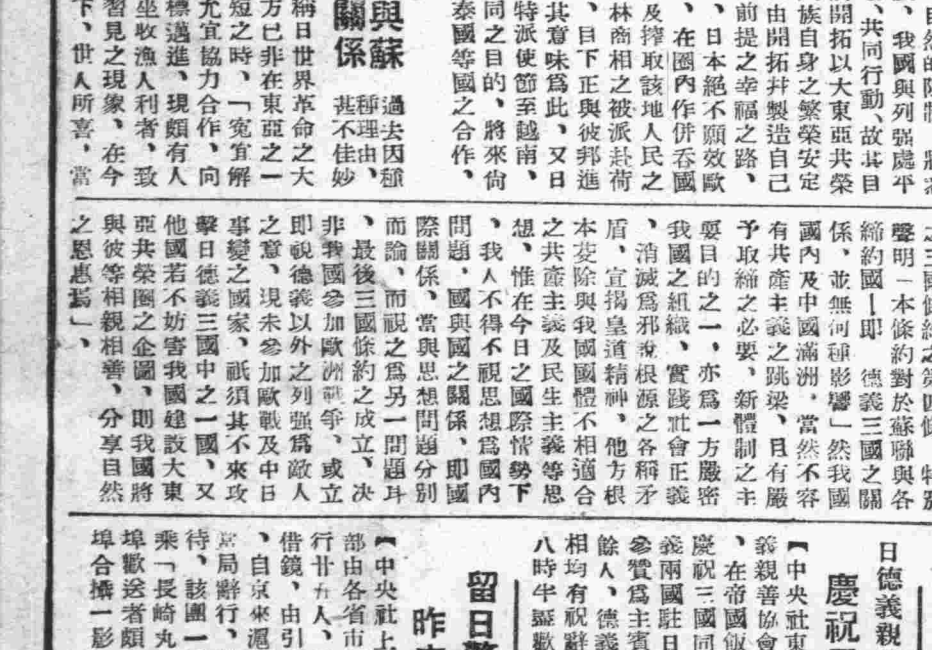 、我國與列强處平
、共同行動、故其目
開拓以大東亞共榮
族自身之繁榮安定
由開拓幷製造自己
前提之幸福之路、
、日本絕不願效歐
、在圈内作併吞國
及搾取該地人民之
林商相之被派赴荷
、目下正與彼邦進
其意味爲此、又日
特派使節至越南、
同之目的、將來尙
泰國等國之合作、
與蘇
關係
過去因種
種理由、
甚不佳妙
稱日世界革命之大
方已非在東亞之一
短之時、「寃宜解
尤宜協力合作、向
標邁進、現頗有人
坐收漁人利者、致
習見之現象、在今
下、世人所喜、當
之三國條約之第四條、特別
聲明「本條約對於蘇聯與各
締約國ー即 德義三國之關
係、並無何種影響」然我國
國内及中國滿洲、當然不容
有共產主義之跳梁、且有嚴
予取締之必要、新體制之主
要目的之一、亦爲一方嚴密
我國之組織、實踐社會正義
、消滅爲邪說根源之各稱矛
盾、宣揭皇道精神、他方根
本芟除與我國國體不相適合
之共產主義及民生主義等思
想、惟在今日之國際情勢下
、我人不得不視思想爲國内
問題、國與國之關係、即國
際關係、當與思想問題分別
而論、而視之爲另一問題耳
、最後三國條約之成立、決
非我國參加歐洲戰爭、或立
即說德義以外之列强爲敵人
之意、現未參加歐戰及中日
事變之國家、祇須其不來攻
擊日德義三國中之一國、又
他國若不妨害我國建設大東
亞共榮圈之企圖、則我國將
與彼等相親相善、分享自然
之恩惠焉」、
日德義親
慶祝
【中央社東
義親善協會
、在帝國飯
慶祝三國同
義兩國駐日
參贊爲主賓
餘人、德義
相均有祝辭
八時半盡歡
留日
昨
【中央社上
部由各省市
行廿五人、
借鏡、由引
、自京來滬
當局辭行、
待、該團一
乘「長崎丸
埠歡送者頗
埠合攝一影